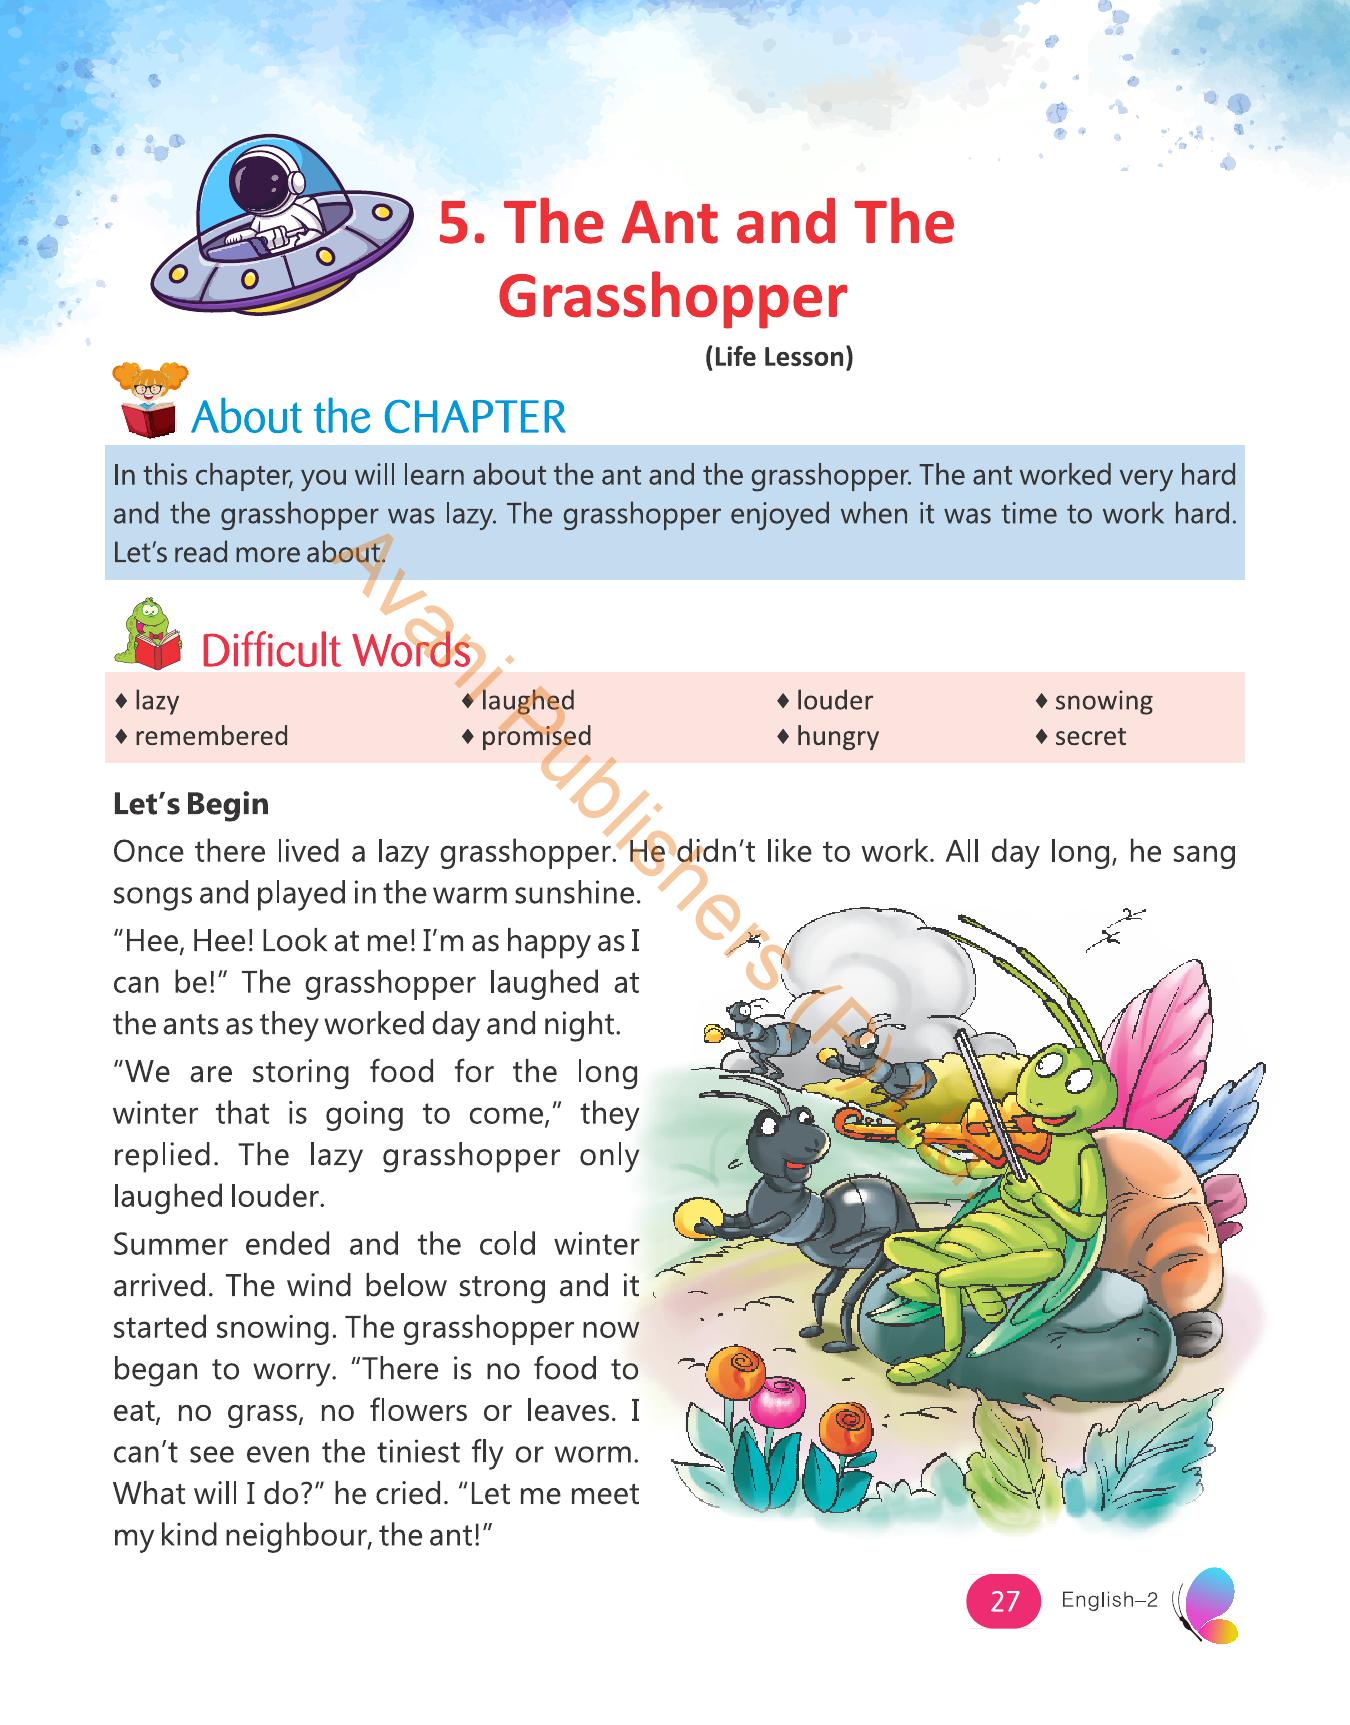 5. The Ant and The
Grasshopper
(Life Lesson)
About the CHAPTER
In this chapter, you will learn about the ant and the grasshopper. The ant worked very hard
and the grasshopper was lazy. The grasshopper enjoyed when it was time to work hard.
Let's read more about.
Difficult Words
♦ lazy ♦ laughed ♦ louder ♦ snowing
♦ remembered ♦ promised ♦ hungry ♦ secret
Let's Begin
Once there lived a lazy grasshopper. He didn't like to work. All day long, he sang
songs and played in the warm sunshine.
"Hee, Hee! Look at me! I'm as happy as I
can be!" The grasshopper laughed at
the ants as they worked day and night.
"We are storing food for the long
winter that is going to come," they
replied. The lazy grasshopper only
laughed louder.
Summer ended and the cold winter
arrived. The wind below strong and it
started snowing. The grasshopper now
began to worry. "There is no food to
eat, no grass, no flowers or leaves. I
can't see even the tiniest fly or worm.
What will I do?" he cried. "Let me meet
my kind neighbour, the ant!"
27 English–2
Avani Publishers (P)